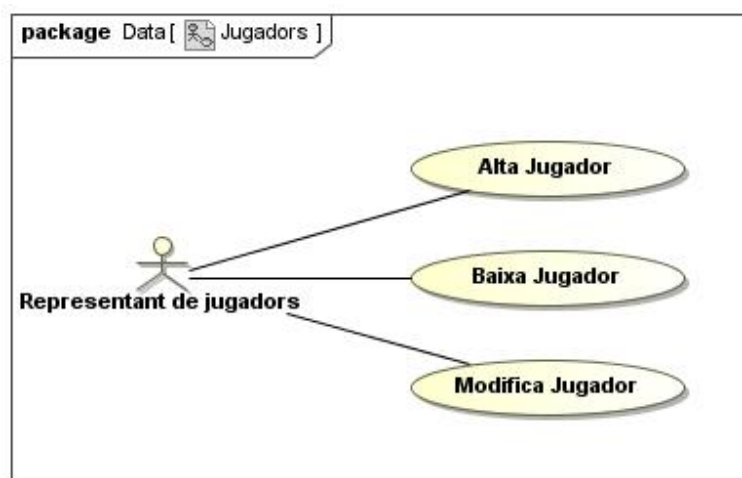 package Data [ Jugadors ]
Alta Jugador
Baixa Jugador
Representant de jugadors
Modifica Jugador